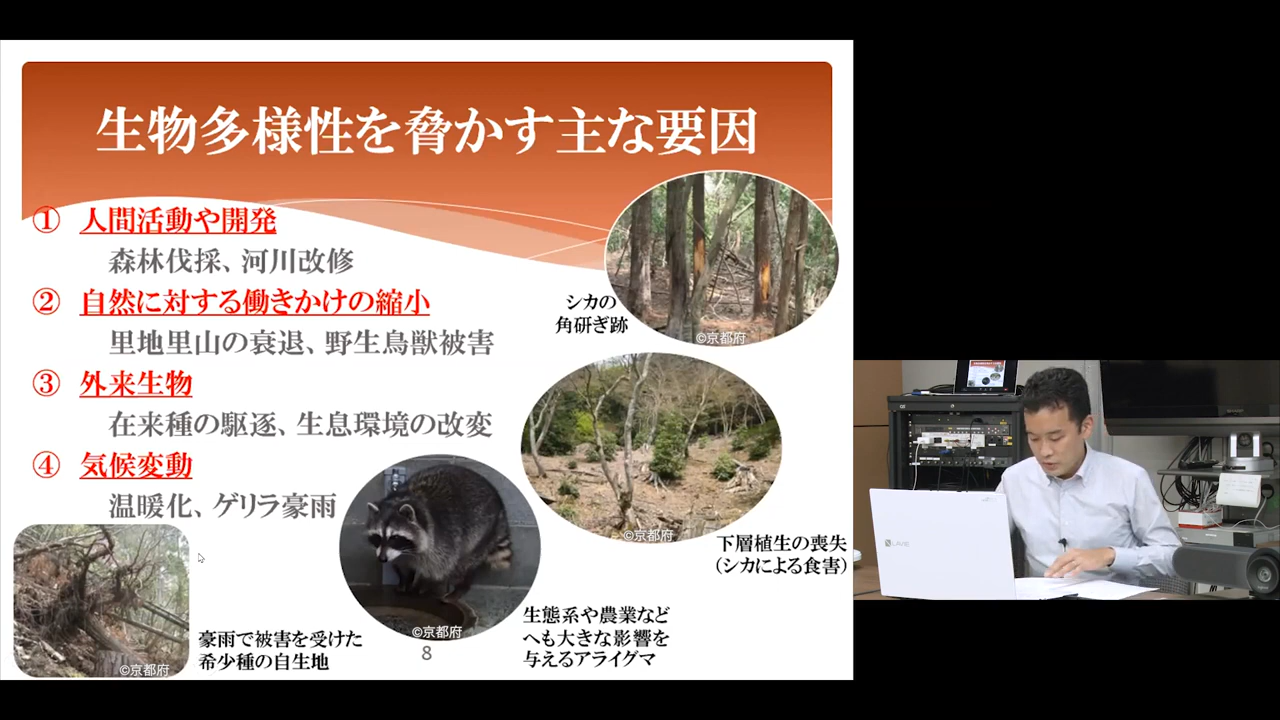 生物多様性を脅かす主な要因
① 人間活動や開発
森林伐採、河川改修
② 自然に対する働きかけの縮小
里地里山の衰退、野生鳥獣被害
③ 外来生物
在来種の駆逐、生息環境の改変
④ 気候変動
温暖化、ゲリラ豪雨
シカの
角研ぎ跡
©京都府
©京都府
下層植生の喪失
（シカによる食害）
©京都府
生態系や農業など
へも大きな影響を
与えるアライグマ
©京都府
豪雨で被害を受けた
希少種の自生地
8
LAVIE